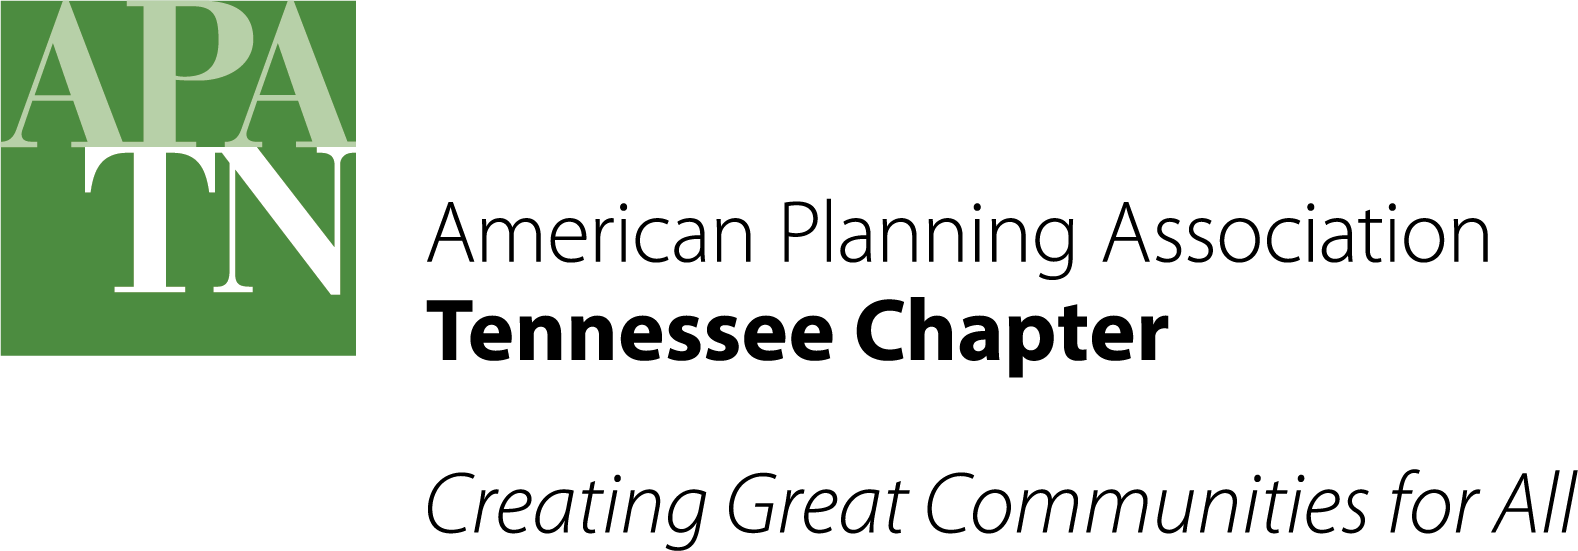 APA
TN
American Planning Association
Tennessee Chapter
Creating Great Communities for All